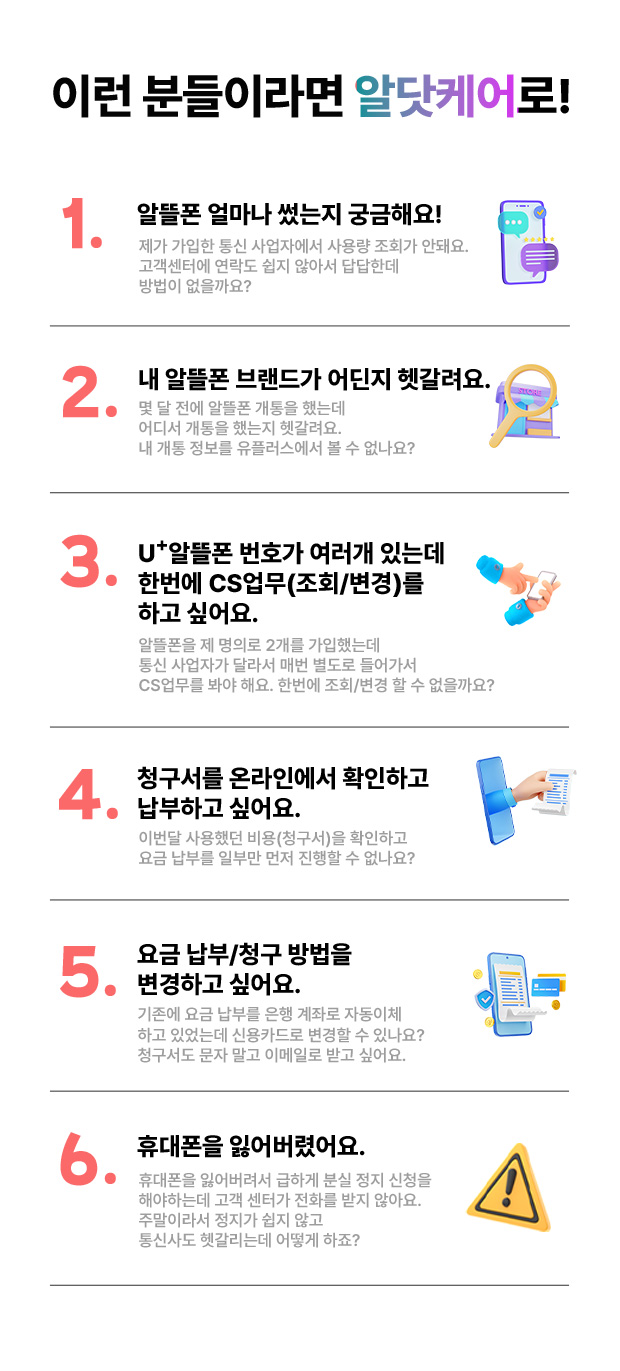 이런 분들이라면 알닷케어로!
1.
알뜰폰 얼마나 썼는지 궁금해요!
제가 가입한 통신 사업자에서 사용량 조회가 안돼요.
고객센터에 연락도 쉽지 않아서 답답한데
방법이 없을까요?
2.
내 알뜰폰 브랜드가 어딘지 헷갈려요.
몇 달 전에 알뜰폰 개통을 했는데
어디서 개통을 했는지 헷갈려요.
내 개통 정보를 유플러스에서 볼 수 없나요?
STORE
3.
U+알뜰폰 번호가 여러개 있는데
한번에 CS업무(조회/변경)를
하고 싶어요.
알뜰폰을 제 명의로 2개를 가입했는데
통신 사업자가 달라서 매번 별도로 들어가서
CS업무를 봐야 해요. 한번에 조회/변경 할 수 없을까요?
4.
청구서를 온라인에서 확인하고
납부하고 싶어요.
이번달 사용했던 비용(청구서)을 확인하고
요금 납부를 일부만 먼저 진행할 수 없나요?
5.
요금 납부/청구 방법을
변경하고 싶어요.
기존에 요금 납부를 은행 계좌로 자동이체
하고 있었는데 신용카드로 변경할 수 있나요?
청구서도 문자 말고 이메일로 받고 싶어요.
6.
휴대폰을 잃어버렸어요.
휴대폰을 잃어버려서 급하게 분실 정지 신청을
해야하는데 고객 센터가 전화를 받지 않아요.
주말이라서 정지가 쉽지 않고
통신사도 헷갈리는데 어떻게 하죠?